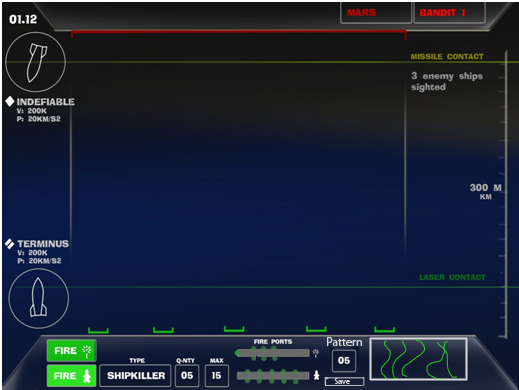 01.12
MARS
BANDIT 1
MISSILE CONTACT
3 enemy ships
sighted
INDEFIABLE
V: 200K
P: 20KM/S2
300 M
KM
TERMINUS
V: 200K
P: 20KM/S2
LASER CONTACT
FIRE
FIRE
TYPE
SHIPKILLER
Q-NTY
05
MAX
15
FIRE PORTS
Pattern
05
Save